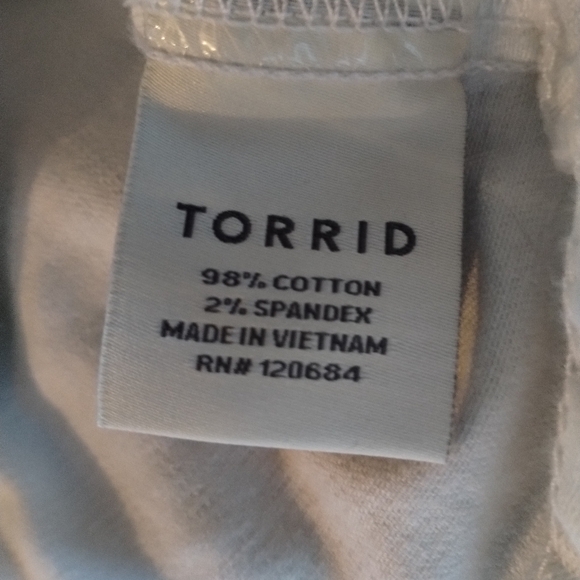 TORRID
98% COTTON
2% SPANDEX
MADE IN VIETNAM
RN# 120684